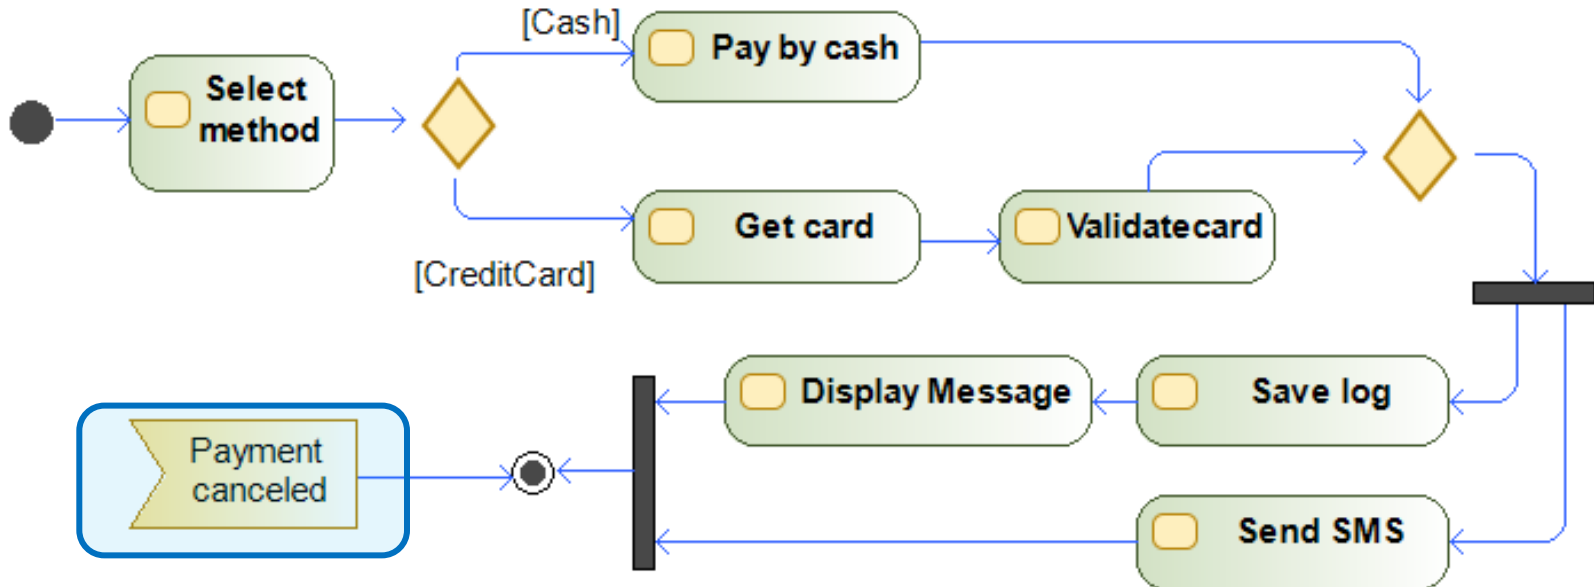 [Cash]
Pay by cash
Select
method
Get card
Validatecard
[CreditCard]
Display Message
Save log
Payment
canceled
Send SMS